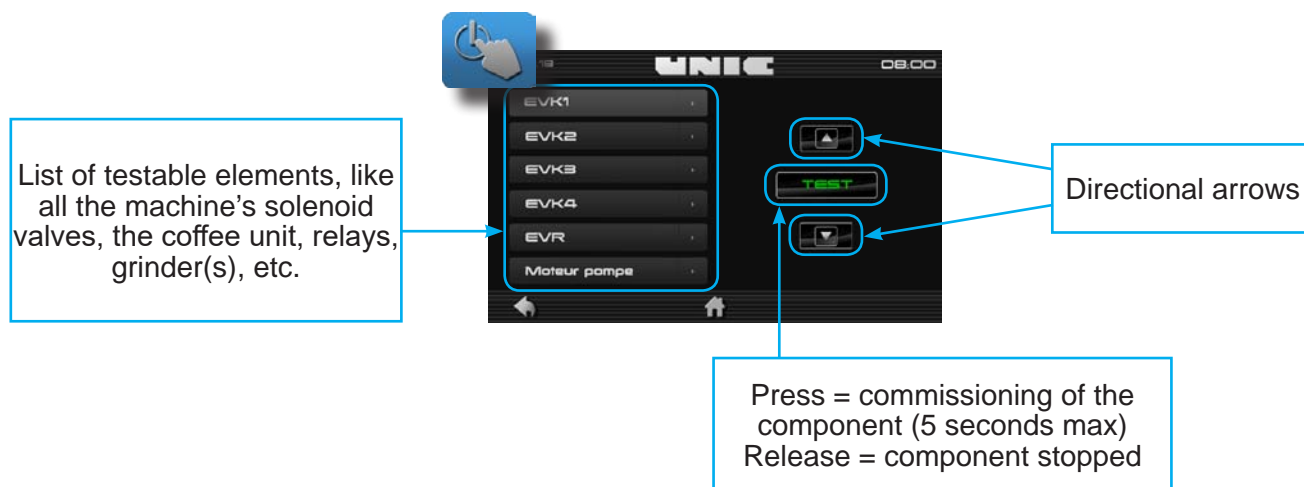 UNIC
08:00
EVK1
EVK2
EVK3
EVK4
EVR
Moteur pompe
TEST
List of testable elements, like
all the machine’s solenoid
valves, the coffee unit, relays,
grinder(s), etc.
Directional arrows
Press = commissioning of the
component (5 seconds max)
Release = component stopped